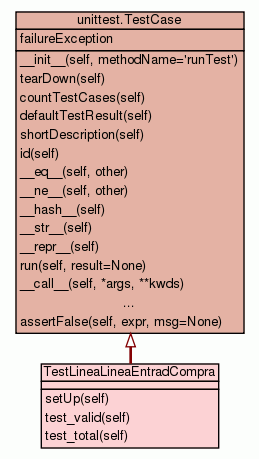 unittest.TestCase
failureException
__init__(self, methodName='runTest')
tearDown(self)
countTestCases(self)
defaultTestResult(self)
shortDescription(self)
id(self)
__eq__(self, other)
__ne__(self, other)
__hash__(self)
__str__(self)
__repr__(self)
run(self, result=None)
__call__(self, *args, **kwds)
...
assertFalse(self, expr, msg=None)
TestLineaLineaEntradCompra
setUp(self)
test_valid(self)
test_total(self)